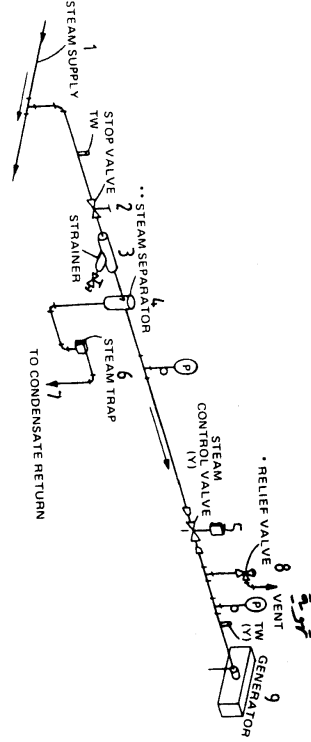 1
STEAM SUPPLY
TW
STOP VALVE
2
STRAINER
3
** STEAM SEPARATOR
4
STEAM TRAP
6
TO CONDENSATE RETURN
7
P
STEAM
CONTROL VALVE
(Y)
* RELIEF VALVE
8
VENT
P
TW
(Y)
GENERATOR
9